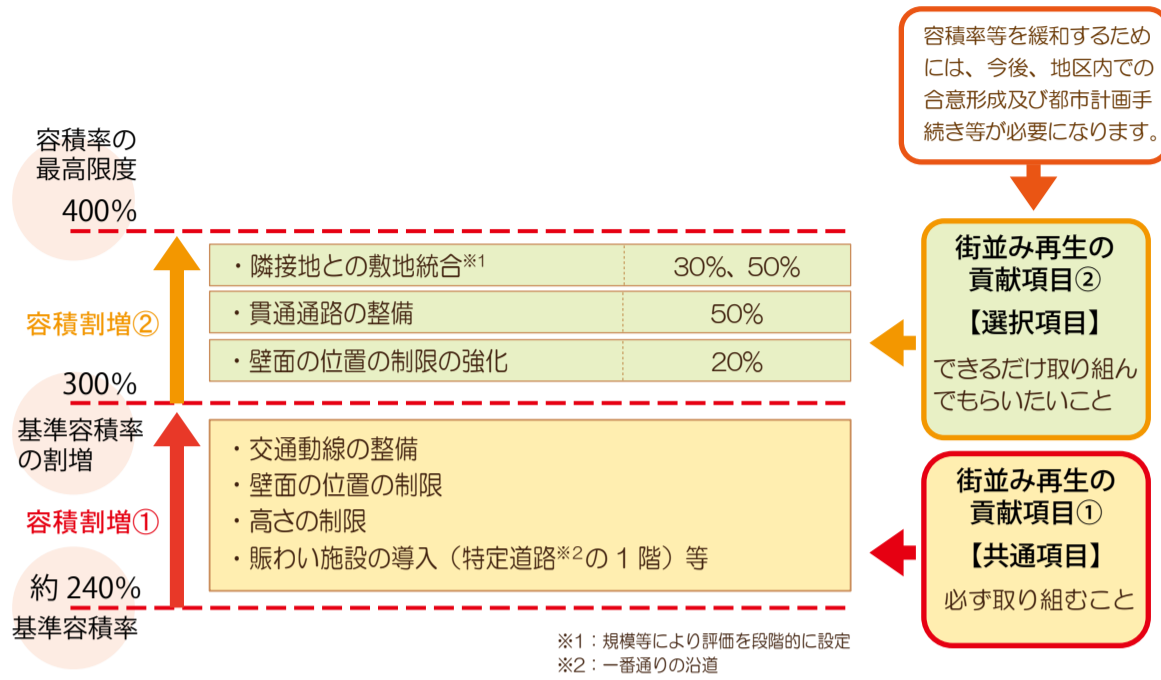 容積率等を緩和するため
には、今後、地区内での
合意形成及び都市計画手
続き等が必要になります。
容積率の
最高限度
400%
容積割増②
300%
基準容積率
の割増
容積割増①
約 240%
基準容積率
・隣接地との敷地統合※1 30%、50%
・貫通通路の整備 50%
・壁面の位置の制限の強化 20%
・交通動線の整備
・壁面の位置の制限
・高さの制限
・賑わい施設の導入（特定道路※2の 1 階）等
街並み再生の
貢献項目②
【選択項目】
できるだけ取り組ん
でもらいたいこと
街並み再生の
貢献項目①
【共通項目】
必ず取り組むこと
※1：規模等により評価を段階的に設定
※2：一番通りの沿道